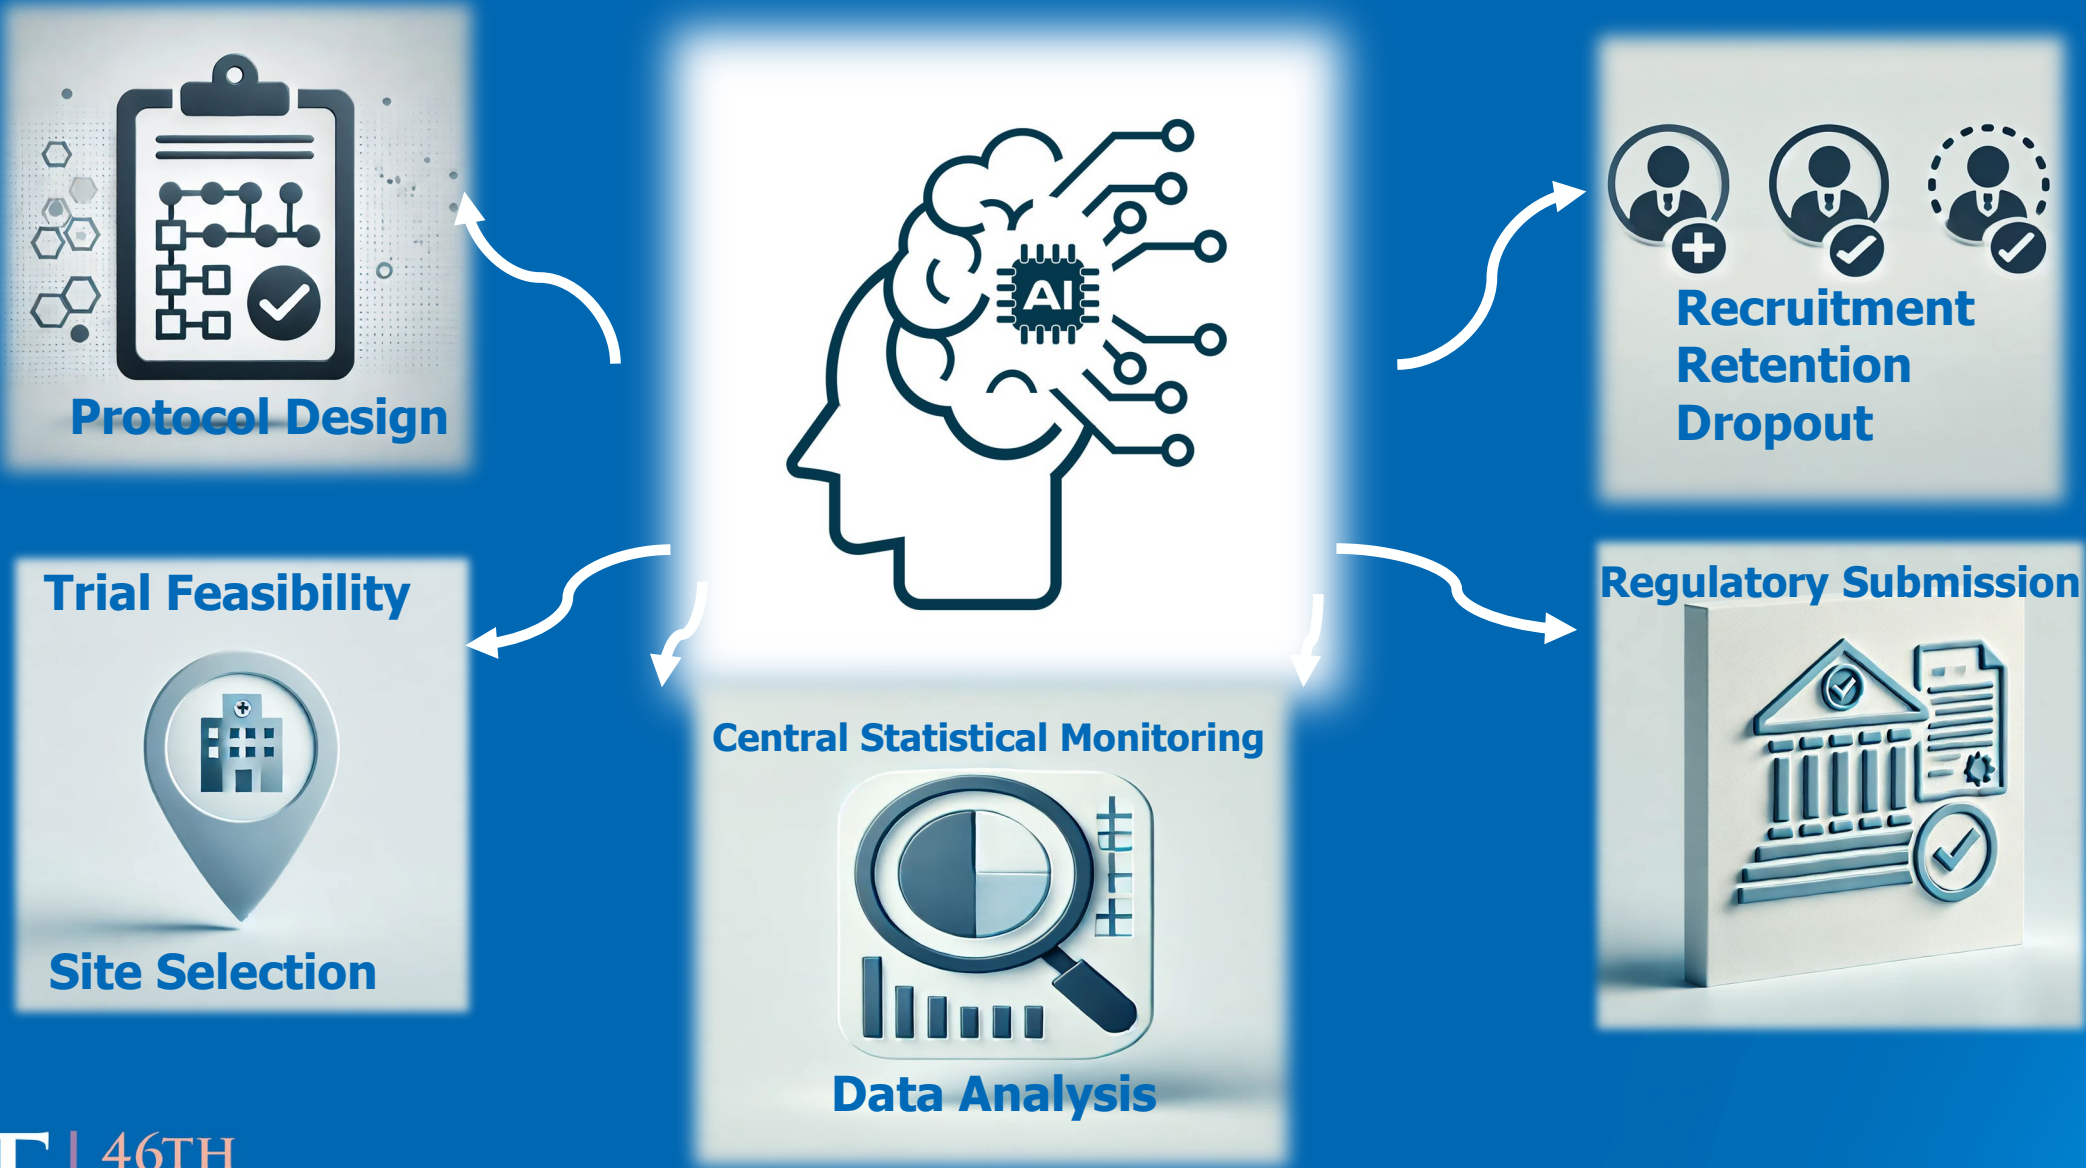 Protocol Design
AI
Recruitment
Retention
Dropout
Trial Feasibility
Site Selection
Central Statistical Monitoring
Data Analysis
Regulatory Submission
46TH